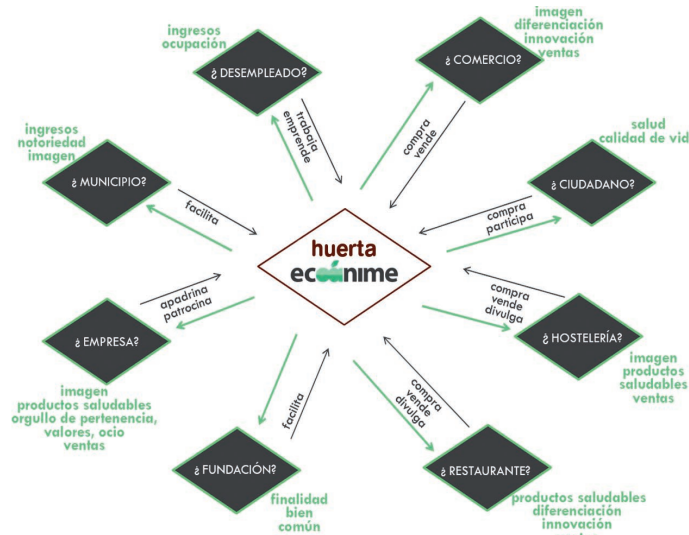 ingresos
ocupación
¿ DESEMPLEADO?
trabaja
emprende
imagen
diferenciación
innovación
ventas
¿ COMERCIO?
compra
vende
ingresos
notoriedad
imagen
¿ MUNICIPIO?
facilita
salud
calidad de vid
¿ CIUDADANO?
compra
participa
huerta
ecoånime
apadrina
patrocina
¿ EMPRESA?
imagen
productos saludables
orgullo de pertenencia,
valores, ocio
ventas
compra
vende
divulga
¿ HOSTELERÍA?
imagen
productos
saludables
ventas
facilita
¿ FUNDACIÓN?
finalidad
bien
común
compra
vende
divulga
¿ RESTAURANTE?
productos saludables
diferenciación
innovación